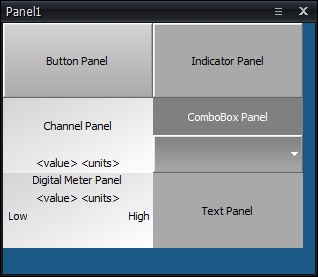 Panel1
Button Panel
Indicator Panel
Channel Panel
<value> <units>
ComboBox Panel
Digital Meter Panel
<value> <units>
Low High
Text Panel